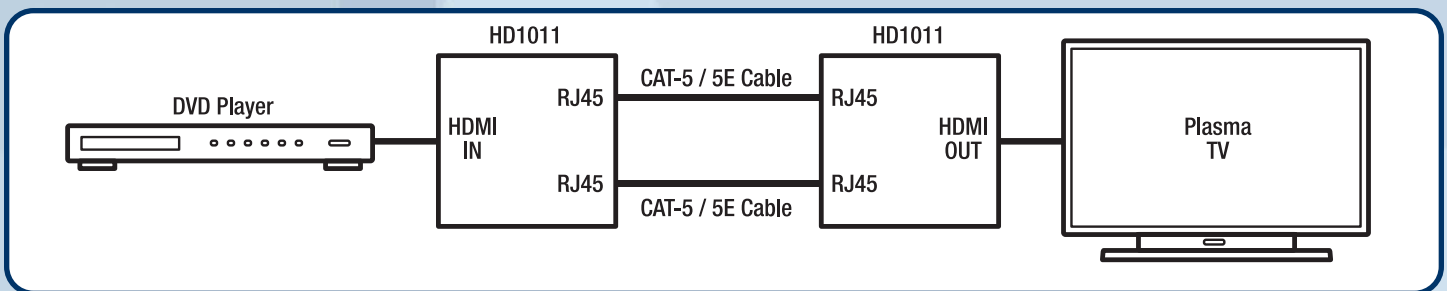 HD1011
HD1011
CAT-5 / 5E Cable
DVD Player
RJ45
RJ45
HDMI
IN
HDMI
OUT
Plasma
TV
RJ45
RJ45
CAT-5 / 5E Cable